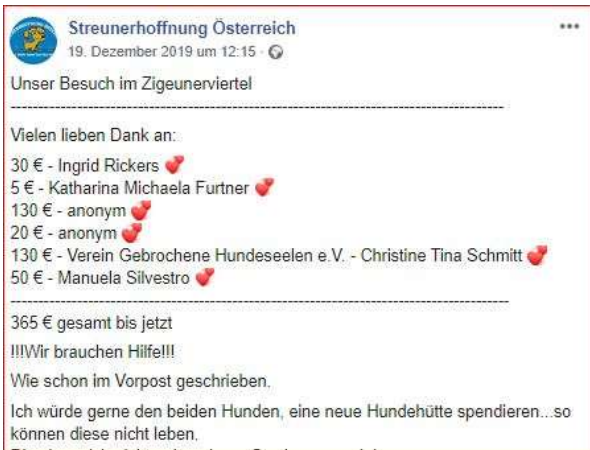 Streunerhoffnung Österreich
19. Dezember 2019 um 12:15 ·
Unser Besuch im Zigeunerviertel
Vielen lieben Dank an:
30 € - Ingrid Rickers
5 € - Katharina Michaela Furtner
130 € - anonym
20 € - anonym
130 € - Verein Gebrochene Hundeseelen e.V. - Christine Tina Schmitt
50 € - Manuela Silvestro
365 € gesamt bis jetzt
!!!Wir brauchen Hilfe!!!
Wie schon im Vorpost geschrieben.
Ich würde gerne den beiden Hunden, eine neue Hundehütte spendieren...so
können diese nicht leben.